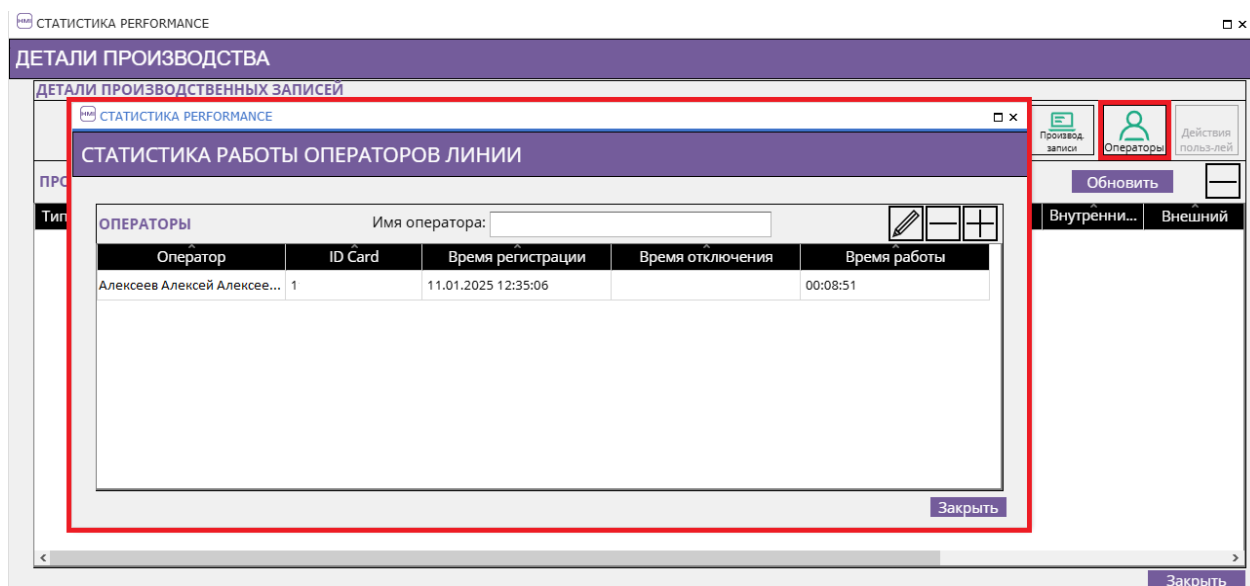 HMI СТАТИСТИКА PERFORMANCE
ДЕТАЛИ ПРОИЗВОДСТВА
ДЕТАЛИ ПРОИЗВОДСТВЕННЫХ ЗАПИСЕЙ
HMI СТАТИСТИКА PERFORMANCE
Производ. записи
Операторы
Действия польз-лей
СТАТИСТИКА РАБОТЫ ОПЕРАТОРОВ ЛИНИИ
ПРО
Обновить
Тип
Внутренни...
Внешний
ОПЕРАТОРЫ
Имя оператора:
Оператор ID Card Время регистрации Время отключения Время работы
Алексеев Алексей Алексее... 1 11.01.2025 12:35:06 00:08:51
Закрыть
Закрыть